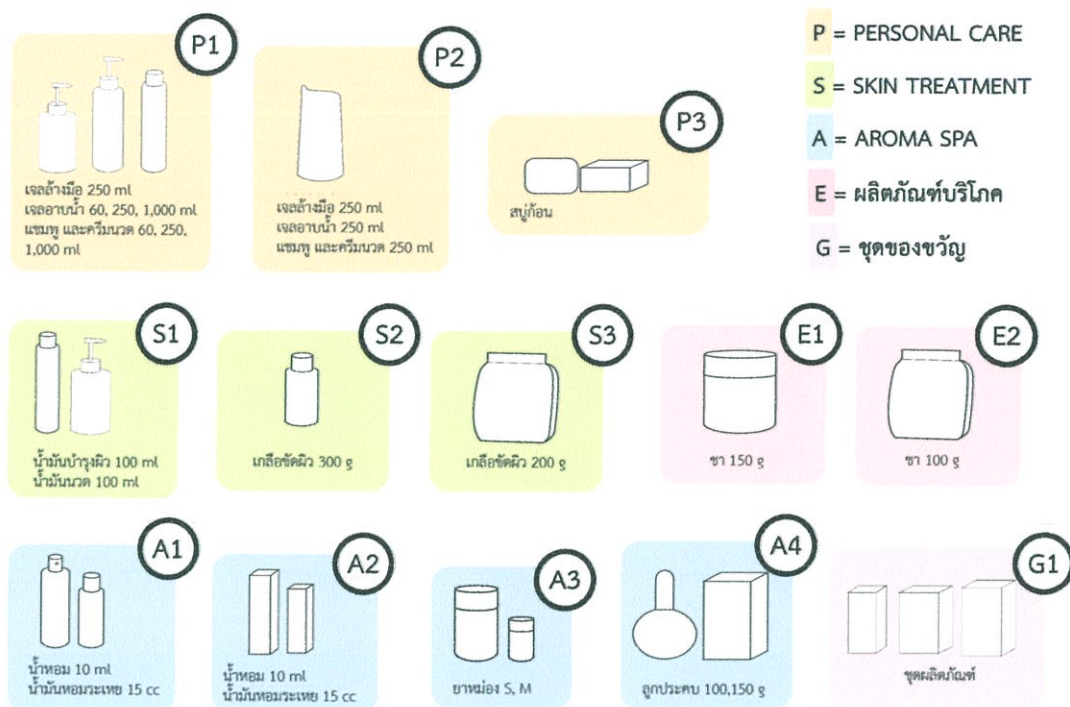 P1
เจลล้างมือ 250 ml
เจลอาบน้ำ 60, 250, 1,000 ml
แชมพู และครีมนวด 60, 250,
1,000 ml
P2
เจลล้างมือ 250 ml
เจลอาบน้ำ 250 ml
แชมพู และครีมนวด 250 ml
P3
สบู่ก้อน
P = PERSONAL CARE
S = SKIN TREATMENT
A = AROMA SPA
E = ผลิตภัณฑ์บริโภค
G = ชุดของขวัญ
S1
น้ำมันบำรุงผิว 100 ml
น้ำมันนวด 100 ml
S2
เกลือขัดผิว 300 g
S3
เกลือขัดผิว 200 g
E1
ชา 150 g
E2
ชา 100 g
A1
น้ำหอม 10 ml
น้ำมันหอมระเหย 15 cc
A2
น้ำหอม 10 ml
น้ำมันหอมระเหย 15 cc
A3
ยาหม่อง S, M
A4
ลูกประคบ 100,150 g
G1
ชุดผลิตภัณฑ์